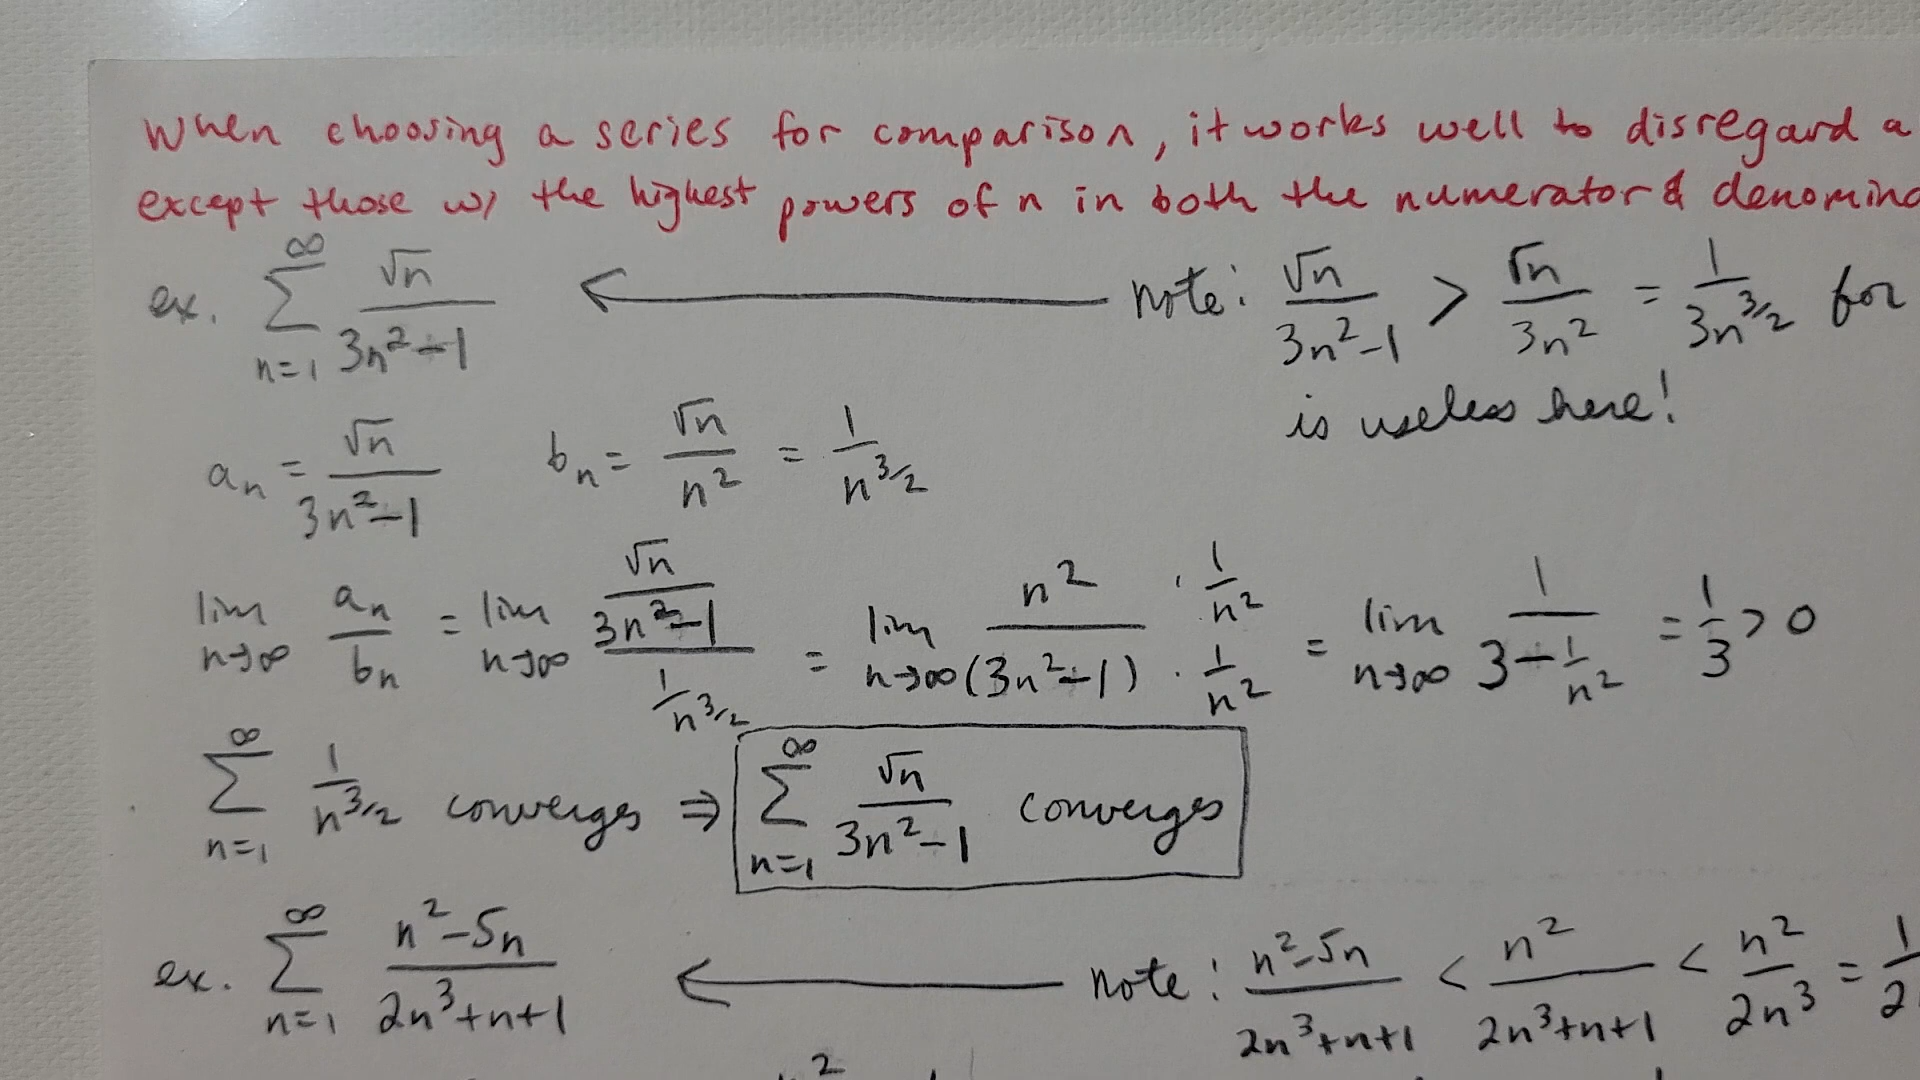 When choosing a series for comparison, it works well to disregard a
except those w/ the highest powers of n in both the numerator &
ex. ∑_{n=1}^{∞} √n/(3n²-1) ← note: √n/(3n²-1) > √n/(3n²) = 1/(3n^{3/2}) for
is useless here!
a_n = √n/(3n²-1) b_n = √n/n² = 1/n^{3/2}
lim_{n→∞} a_n/b_n = lim_{n→∞} (√n/(3n²-1))/(1/n^{3/2}) = lim_{n→∞} n²/(3n²-1) · (1/n²)/(1/n²) = lim_{n→∞} 1/(3-1/n²) = 1/3 > 0
∑_{n=1}^{∞} 1/n^{3/2} converges ⇒ ∑_{n=1}^{∞} √n/(3n²-1) converges
ex. ∑_{n=1}^{∞} (n²-5n)/(2n³+n+1) ← note: (n²-5n)/(2n³+n+1) < n²/(2n³+n+1) < n²/(2n³) = 1/2